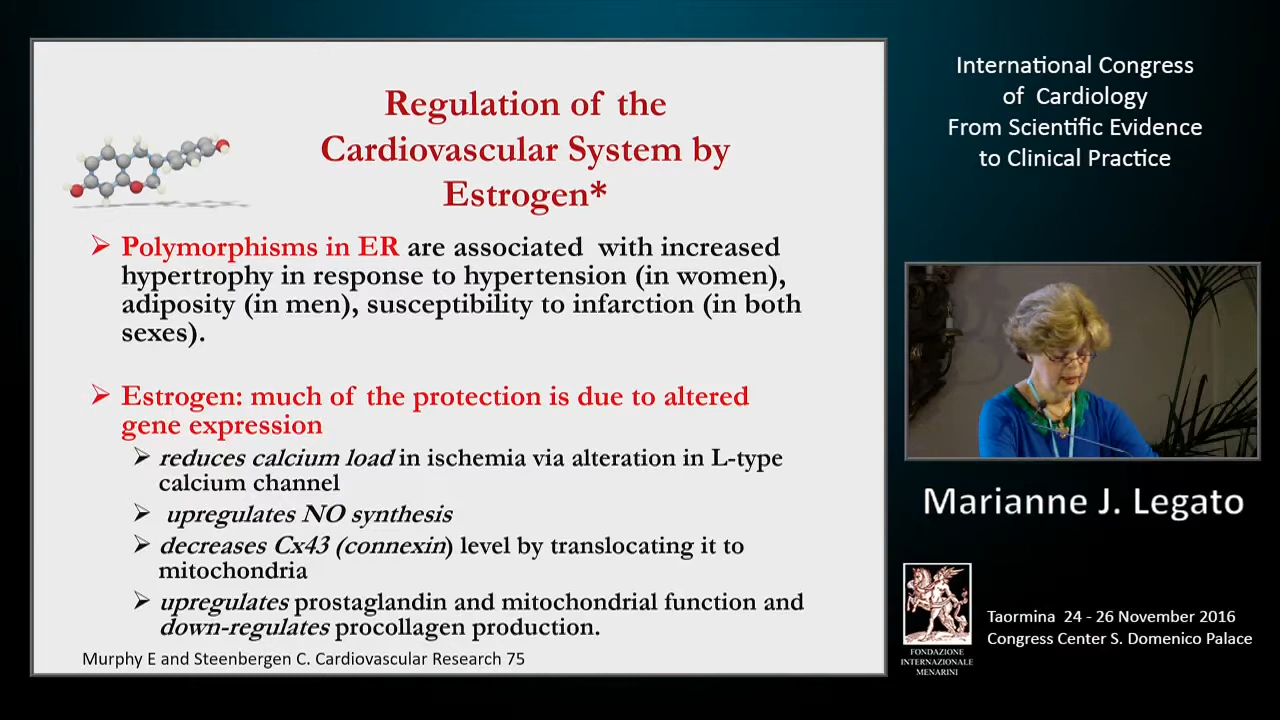 Regulation of the
Cardiovascular System by
Estrogen*
➢ Polymorphisms in ER are associated with increased
hypertrophy in response to hypertension (in women),
adiposity (in men), susceptibility to infarction (in both
sexes).
➢ Estrogen: much of the protection is due to altered
gene expression
➢ reduces calcium load in ischemia via alteration in L-type
calcium channel
➢ upregulates NO synthesis
➢ decreases Cx43 (connexin) level by translocating it to
mitochondria
➢ upregulates prostaglandin and mitochondrial function and
down-regulates procollagen production.
Murphy E and Steenbergen C. Cardiovascular Research 75
International Congress
of Cardiology
From Scientific Evidence
to Clinical Practice
Marianne J. Legato
FONDAZIONE
INTERNAZIONALE
MENARINI
Taormina 24 - 26 November 2016
Congress Center S. Domenico Palace